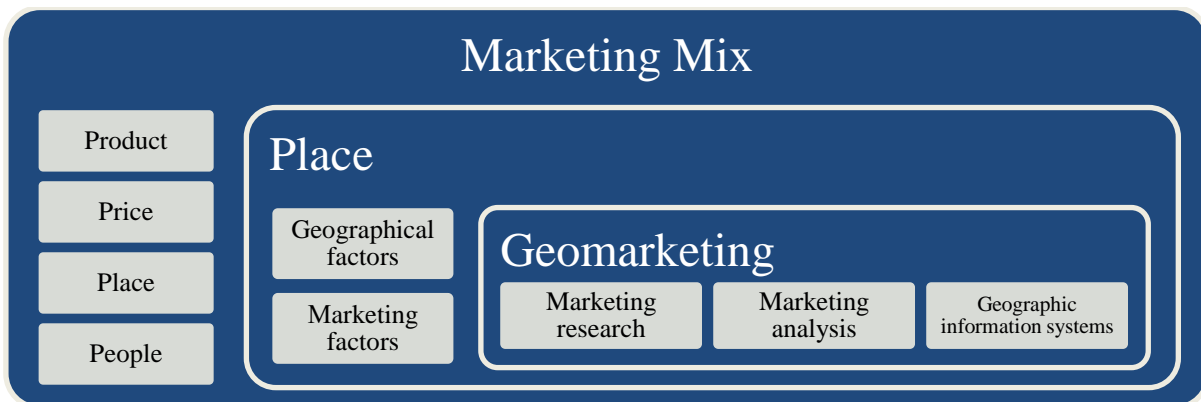 Marketing Mix
Product
Price
Place
People
Place
Geographical
factors
Marketing
factors
Geomarketing
Marketing
research
Marketing
analysis
Geographic
information systems